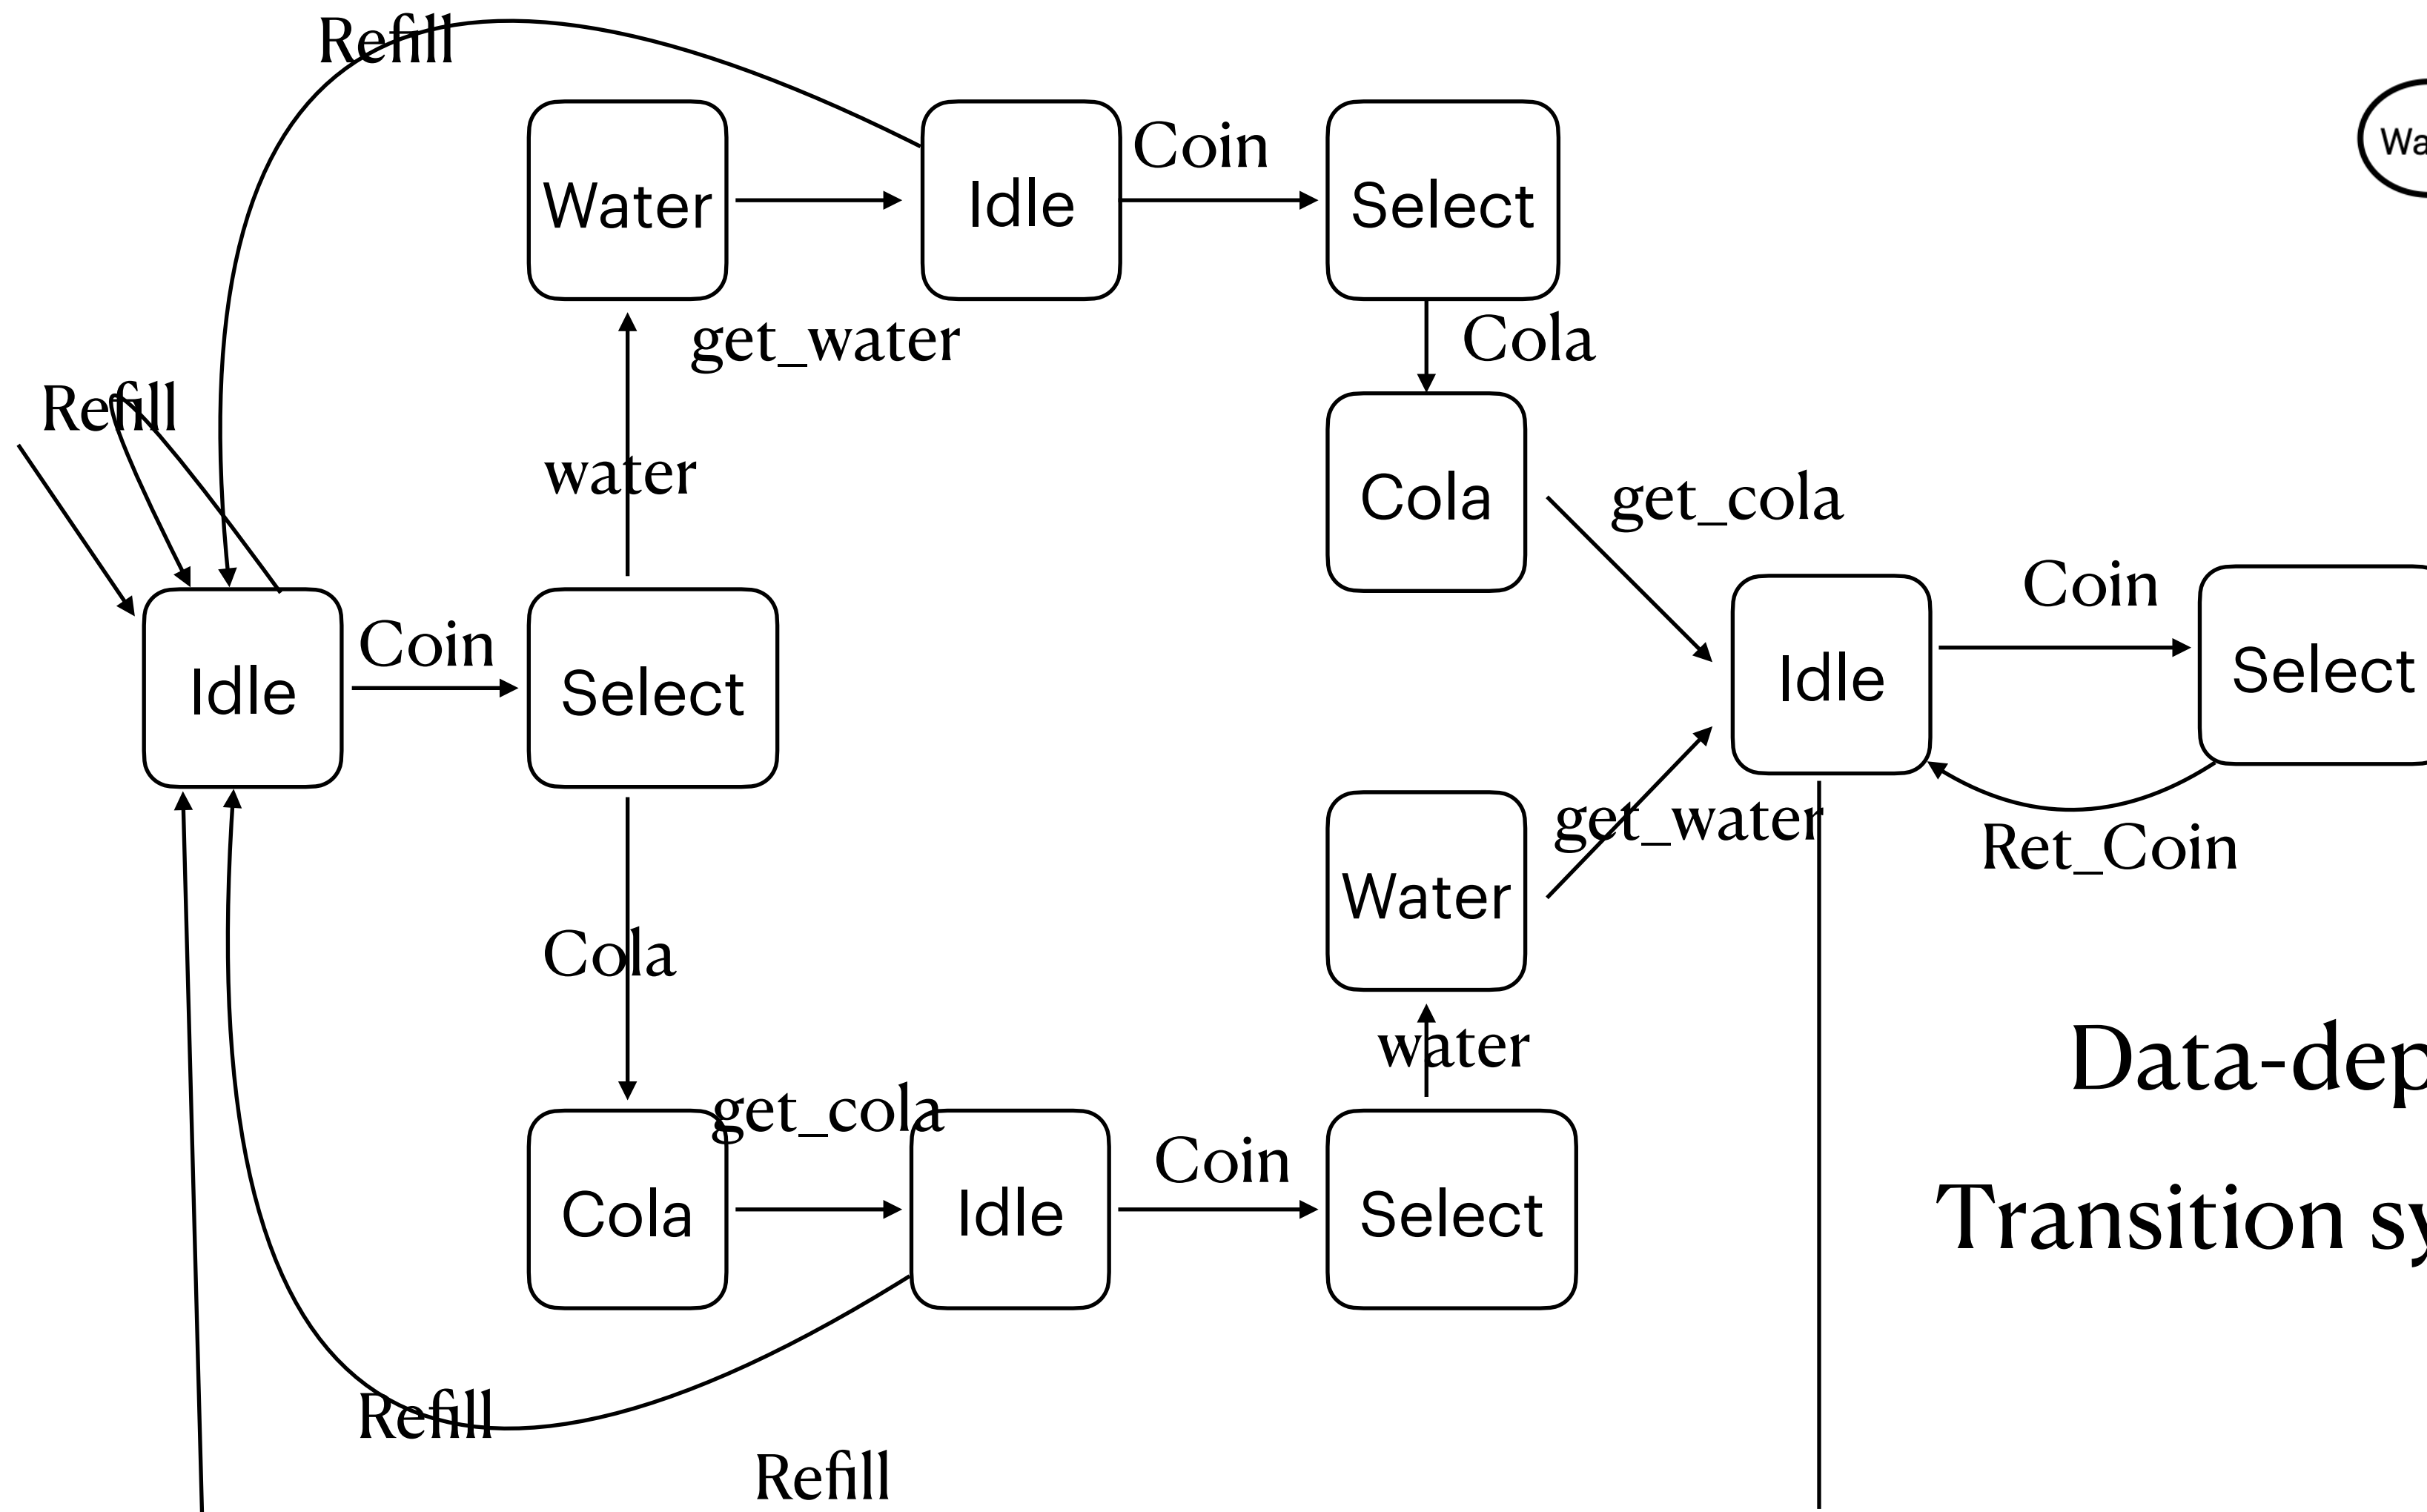 Refill
Coin
Wa
Water
Idle
Select
get_water
Cola
Refill
water
Cola
get_cola
Coin
Coin
Idle
Select
Idle
Select
get_water
Ret_Coin
Water
Cola
water
Data-dep
get_cola
Coin
Transition sy
Cola
Idle
Select
Refill
Refill